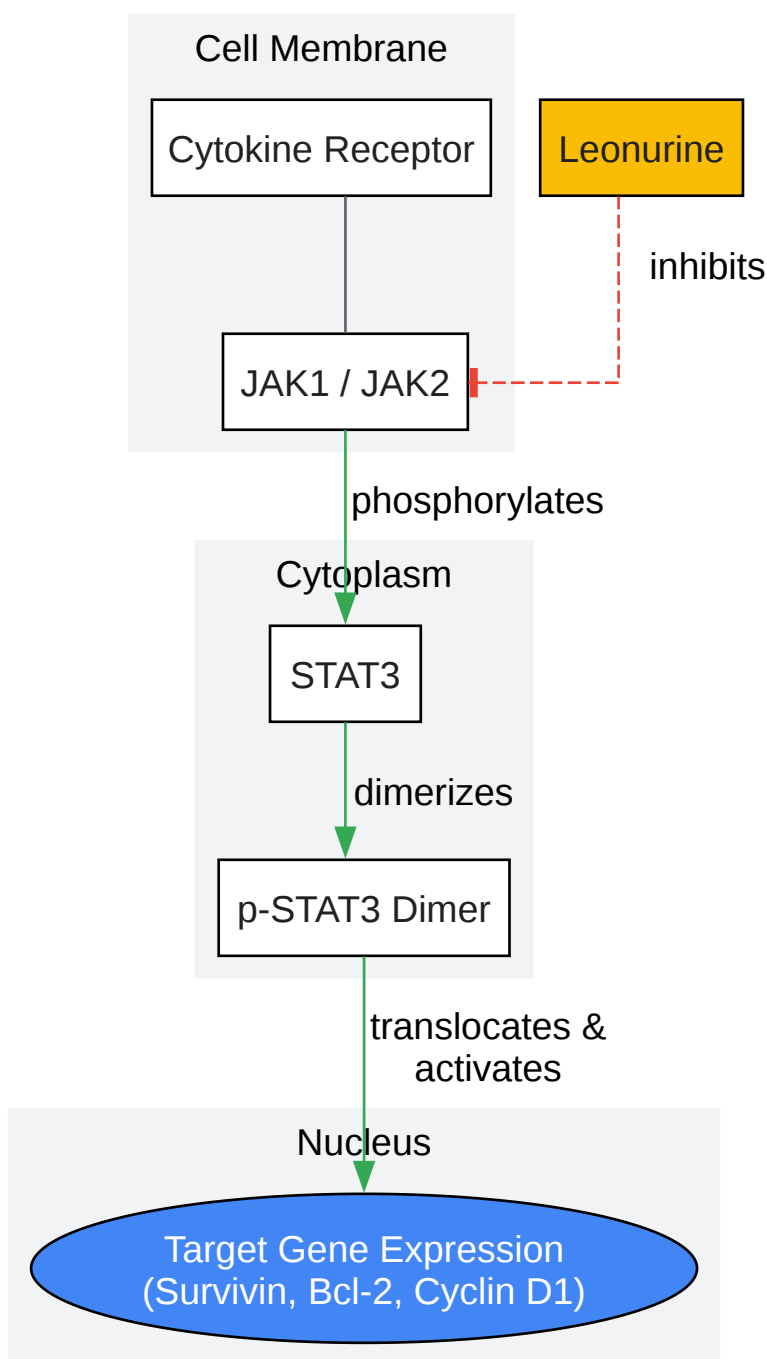 Cell Membrane
Cytokine Receptor
Leonurine
inhibits
JAK1 / JAK2
phosphorylates
Cytoplasm
STAT3
dimerizes
p-STAT3 Dimer
translocates &
activates
Nucleus
Target Gene Expression
(Survivin, Bcl-2, Cyclin D1)